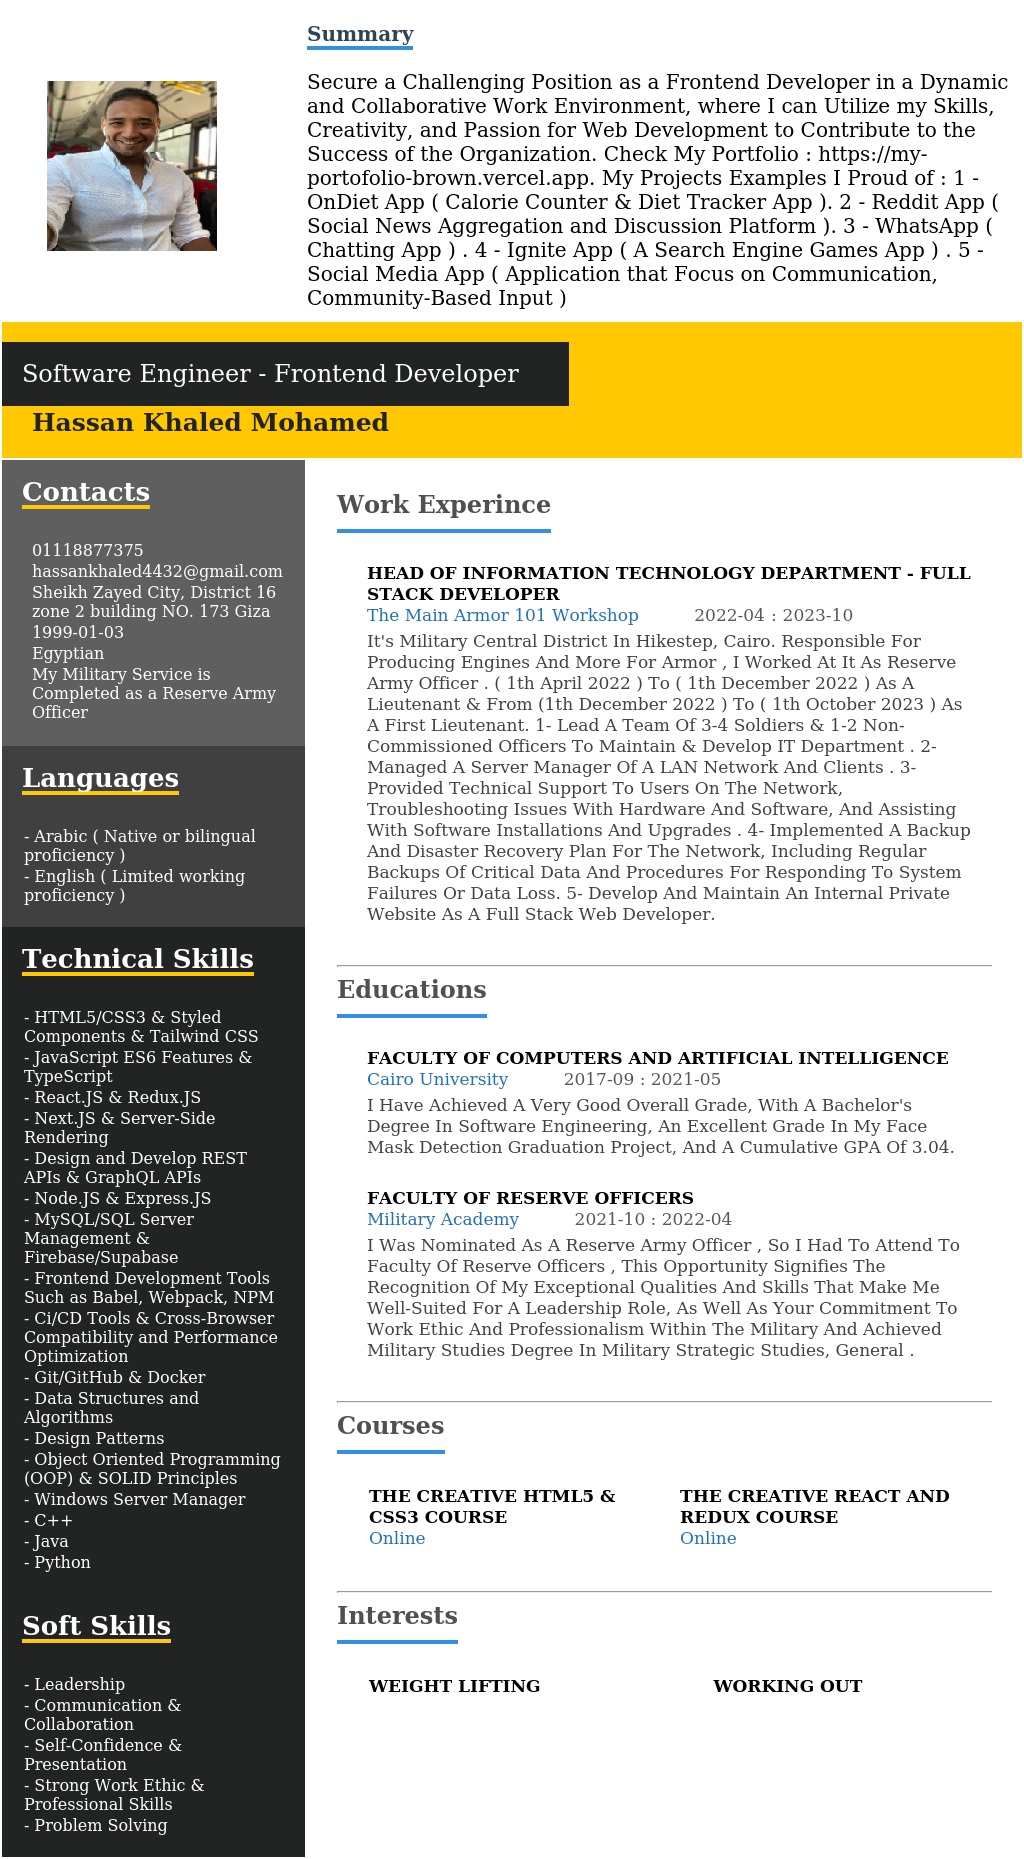 Summary
Secure a Challenging Position as a Frontend Developer in a Dynamic
and Collaborative Work Environment, where I can Utilize my Skills,
Creativity, and Passion for Web Development to Contribute to the
Success of the Organization. Check My Portfolio : https://my-
portofolio-brown.vercel.app. My Projects Examples I Proud of : 1 -
OnDiet App ( Calorie Counter & Diet Tracker App ). 2 - Reddit App (
Social News Aggregation and Discussion Platform ). 3 - WhatsApp (
Chatting App ) . 4 - Ignite App ( A Search Engine Games App ) . 5 -
Social Media App ( Application that Focus on Communication,
Community-Based Input )
Software Engineer - Frontend Developer
Hassan Khaled Mohamed
Contacts
01118877375
hassankhaled4432@gmail.com
Sheikh Zayed City, District 16
zone 2 building NO. 173 Giza
1999-01-03
Egyptian
My Military Service is
Completed as a Reserve Army
Officer
Languages
- Arabic ( Native or bilingual
proficiency )
- English ( Limited working
proficiency )
Technical Skills
- HTML5/CSS3 & Styled
Components & Tailwind CSS
- JavaScript ES6 Features &
TypeScript
- React.JS & Redux.JS
- Next.JS & Server-Side
Rendering
- Design and Develop REST
APIs & GraphQL APIs
- Node.JS & Express.JS
- MySQL/SQL Server
Management &
Firebase/Supabase
- Frontend Development Tools
Such as Babel, Webpack, NPM
- Ci/CD Tools & Cross-Browser
Compatibility and Performance
Optimization
- Git/GitHub & Docker
- Data Structures and
Algorithms
- Design Patterns
- Object Oriented Programming
(OOP) & SOLID Principles
- Windows Server Manager
- C++
- Java
- Python
Soft Skills
- Leadership
- Communication &
Collaboration
- Self-Confidence &
Presentation
- Strong Work Ethic &
Professional Skills
- Problem Solving
Work Experince
HEAD OF INFORMATION TECHNOLOGY DEPARTMENT - FULL
STACK DEVELOPER
The Main Armor 101 Workshop 2022-04 : 2023-10
It's Military Central District In Hikestep, Cairo. Responsible For
Producing Engines And More For Armor , I Worked At It As Reserve
Army Officer . ( 1th April 2022 ) To ( 1th December 2022 ) As A
Lieutenant & From (1th December 2022 ) To ( 1th October 2023 ) As
A First Lieutenant. 1- Lead A Team Of 3-4 Soldiers & 1-2 Non-
Commissioned Officers To Maintain & Develop IT Department . 2-
Managed A Server Manager Of A LAN Network And Clients . 3-
Provided Technical Support To Users On The Network,
Troubleshooting Issues With Hardware And Software, And Assisting
With Software Installations And Upgrades . 4- Implemented A Backup
And Disaster Recovery Plan For The Network, Including Regular
Backups Of Critical Data And Procedures For Responding To System
Failures Or Data Loss. 5- Develop And Maintain An Internal Private
Website As A Full Stack Web Developer.
Educations
FACULTY OF COMPUTERS AND ARTIFICIAL INTELLIGENCE
Cairo University 2017-09 : 2021-05
I Have Achieved A Very Good Overall Grade, With A Bachelor's
Degree In Software Engineering, An Excellent Grade In My Face
Mask Detection Graduation Project, And A Cumulative GPA Of 3.04.
FACULTY OF RESERVE OFFICERS
Military Academy 2021-10 : 2022-04
I Was Nominated As A Reserve Army Officer , So I Had To Attend To
Faculty Of Reserve Officers , This Opportunity Signifies The
Recognition Of My Exceptional Qualities And Skills That Make Me
Well-Suited For A Leadership Role, As Well As Your Commitment To
Work Ethic And Professionalism Within The Military And Achieved
Military Studies Degree In Military Strategic Studies, General .
Courses
THE CREATIVE HTML5 &
CSS3 COURSE
Online
THE CREATIVE REACT AND
REDUX COURSE
Online
Interests
WEIGHT LIFTING
WORKING OUT